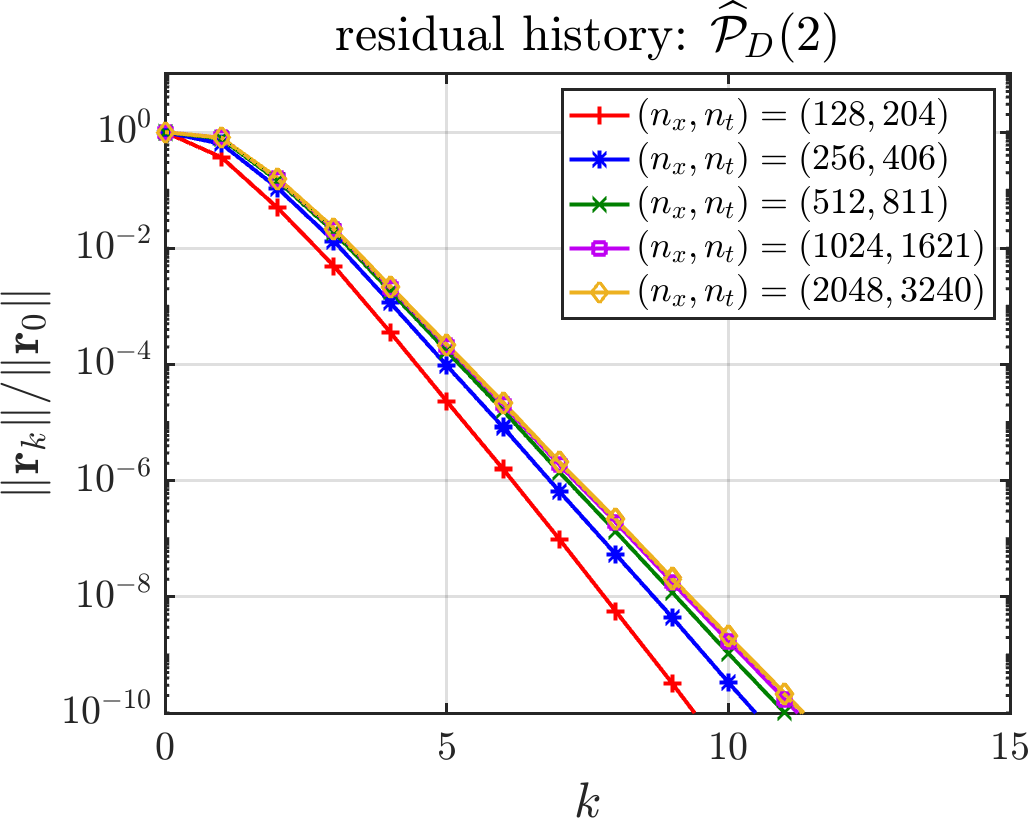 residual history: $\widehat{\mathcal{P}}_D(2)$
$(n_x, n_t) = (128, 204)$
$(n_x, n_t) = (256, 406)$
$(n_x, n_t) = (512, 811)$
$(n_x, n_t) = (1024, 1621)$
$(n_x, n_t) = (2048, 3240)$
$\|\mathbf{r}_k\|/\|\mathbf{r}_0\|$
$10^{0}$
$10^{-2}$
$10^{-4}$
$10^{-6}$
$10^{-8}$
$10^{-10}$
0 5 10 15
$k$